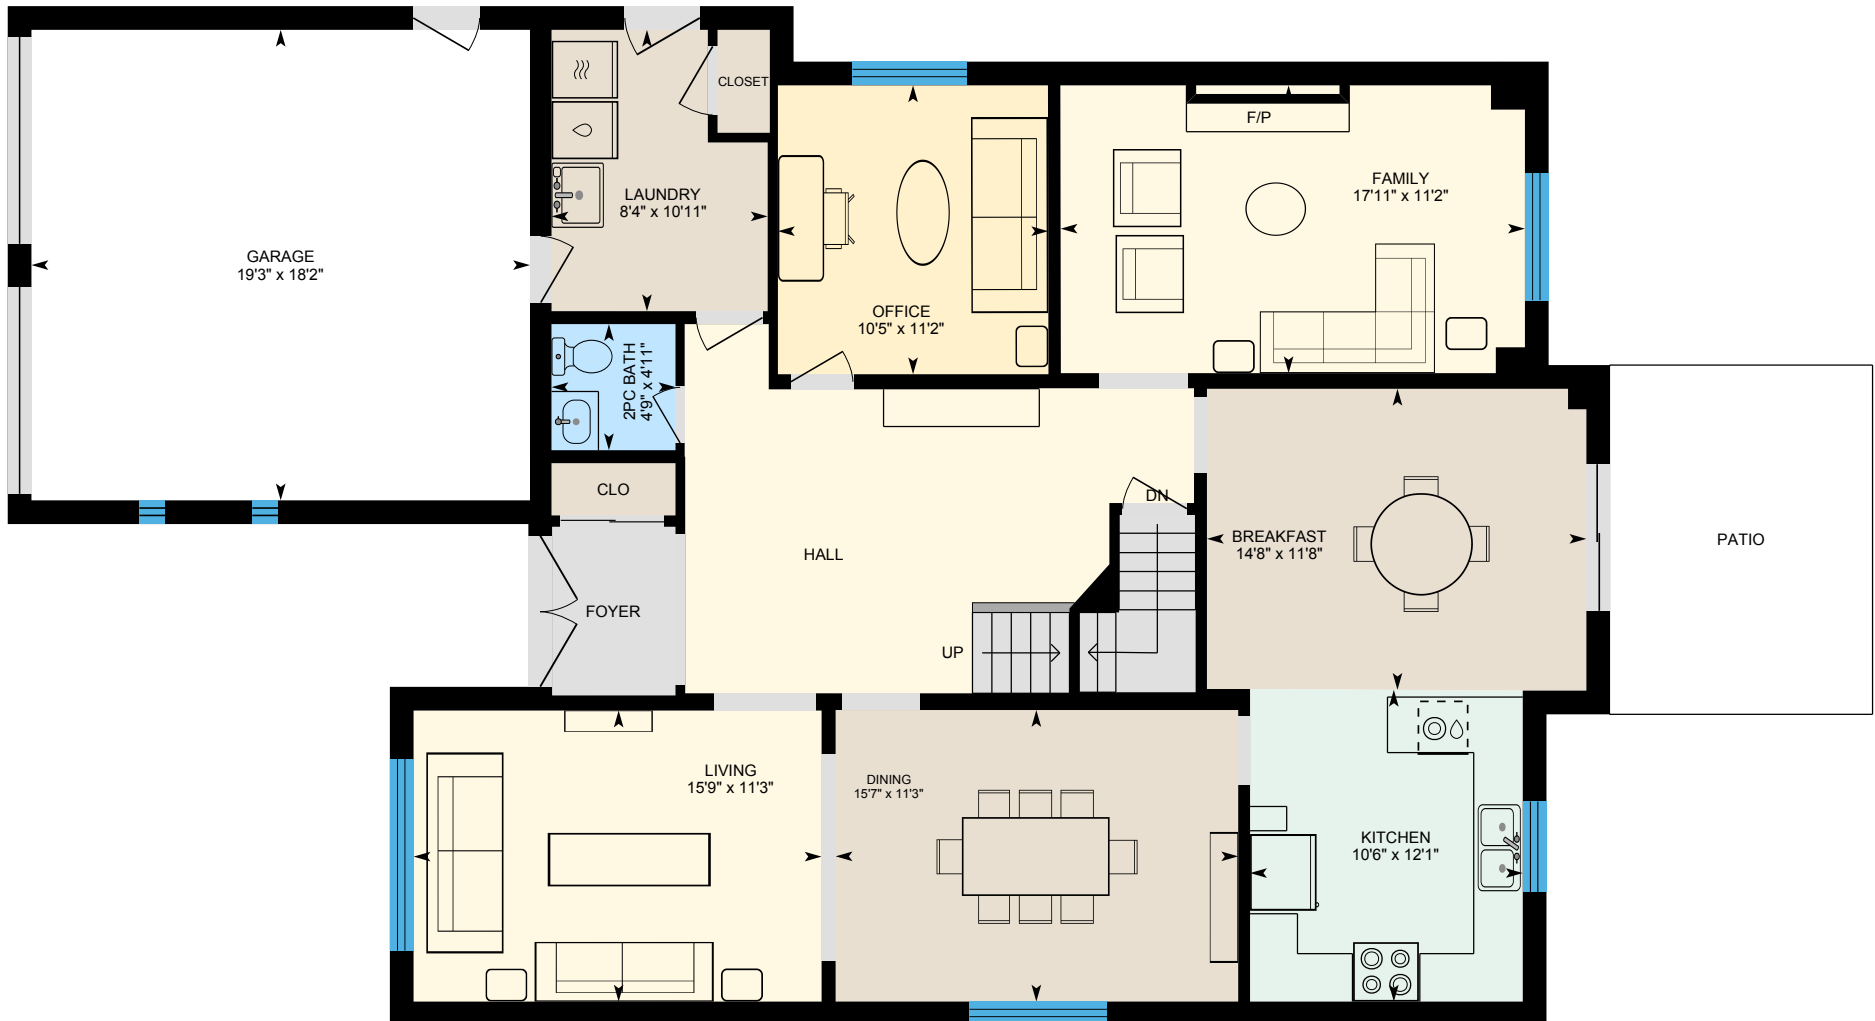 CLOSET
F/P
LAUNDRY
8'4" x 10'11"
FAMILY
17'11" x 11'2"
GARAGE
19'3" x 18'2"
OFFICE
10'5" x 11'2"
2PC BATH
4'9" x 4'11"
CLO
DN
HALL
BREAKFAST
14'8" x 11'8"
PATIO
FOYER
UP
LIVING
15'9" x 11'3"
DINING
15'7" x 11'3"
KITCHEN
10'6" x 12'1"